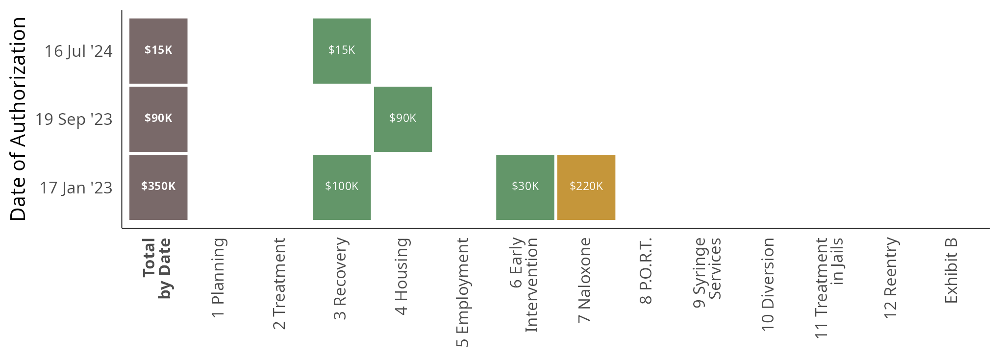 Date of Authorization
16 Jul '24
$15K
$15K
19 Sep '23
$90K
$90K
17 Jan '23
$350K
$100K
$30K
$220K
Total
by Date
1 Planning
2 Treatment
3 Recovery
4 Housing
5 Employment
6 Early
Intervention
7 Naloxone
8 P.O.R.T.
9 Syringe
Services
10 Diversion
11 Treatment
in Jails
12 Reentry
Exhibit B